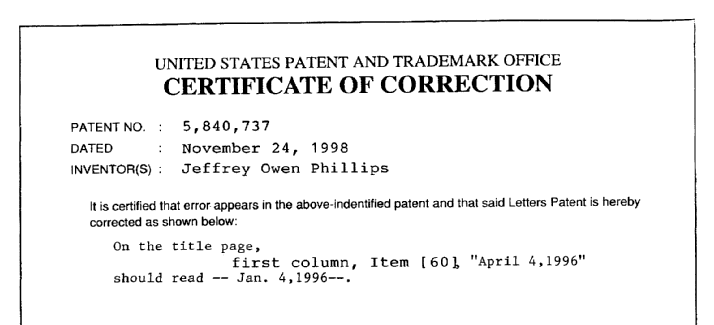 UNITED STATES PATENT AND TRADEMARK OFFICE
CERTIFICATE OF CORRECTION
PATENT NO. : 5,840,737
DATED : November 24, 1998
INVENTOR(S) : Jeffrey Owen Phillips
It is certified that error appears in the above-indentified patent and that said Letters Patent is hereby
corrected as shown below:
On the title page,
first column, Item [60], "April 4,1996"
should read -- Jan. 4,1996--.